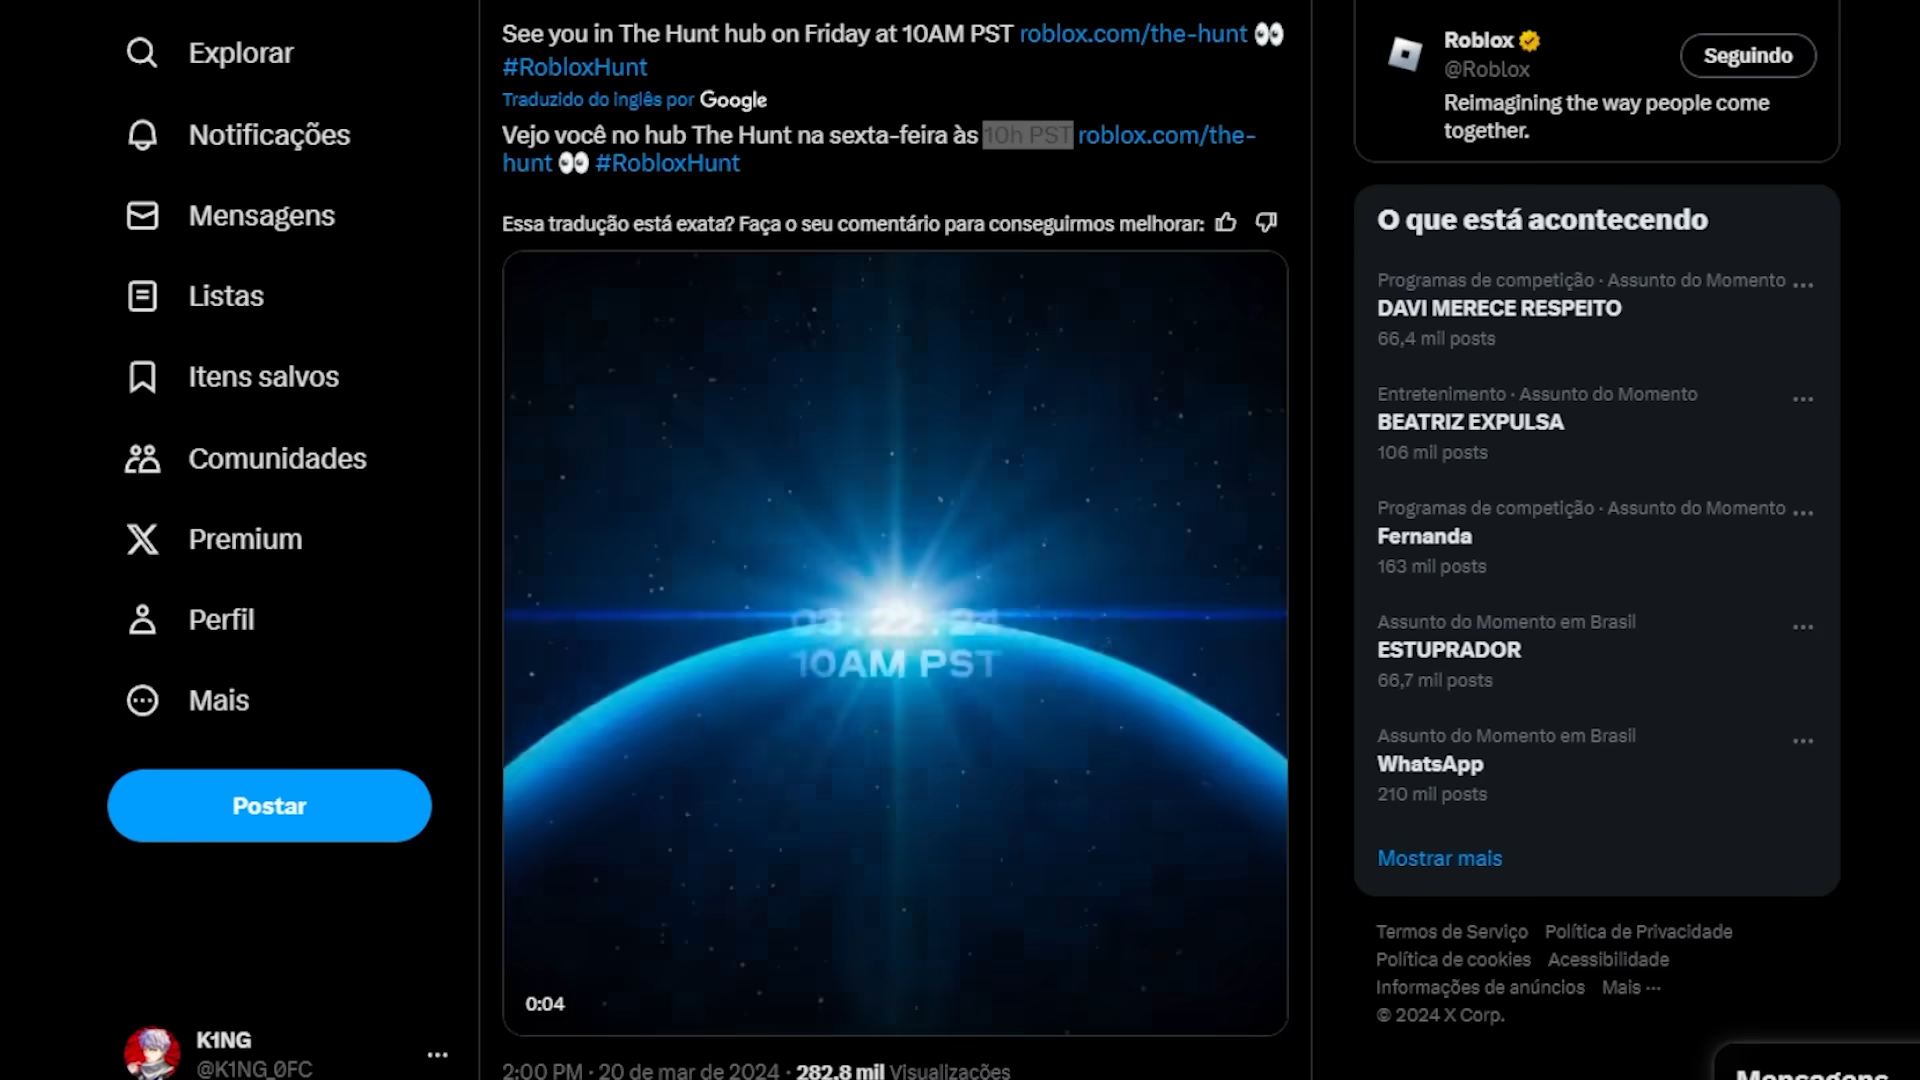 Explorar
Notificações
Mensagens
Listas
Itens salvos
Comunidades
Premium
Perfil
Mais
Postar
K1NG
@K1NG_0FC
See you in The Hunt hub on Friday at 10AM PST roblox.com/the-hunt 👀
#RobloxHunt
Traduzido do inglês por Google
Vejo você no hub The Hunt na sexta-feira às 10h PST roblox.com/the-
hunt 👀 #RobloxHunt
Essa tradução está exata? Faça o seu comentário para conseguirmos melhorar:
03.22.24
10AM PST
0:04
2:00 PM · 20 de mar de 2024 · 282,8 mil Visualizações
Roblox
@Roblox
Seguindo
Reimagining the way people come
together.
O que está acontecendo
Programas de competição · Assunto do Momento
DAVI MERECE RESPEITO
66,4 mil posts
Entretenimento · Assunto do Momento
BEATRIZ EXPULSA
106 mil posts
Programas de competição · Assunto do Momento
Fernanda
163 mil posts
Assunto do Momento em Brasil
ESTUPRADOR
66,7 mil posts
Assunto do Momento em Brasil
WhatsApp
210 mil posts
Mostrar mais
Termos de Serviço Política de Privacidade
Política de cookies Acessibilidade
Informações de anúncios Mais ···
© 2024 X Corp.
Mensagens